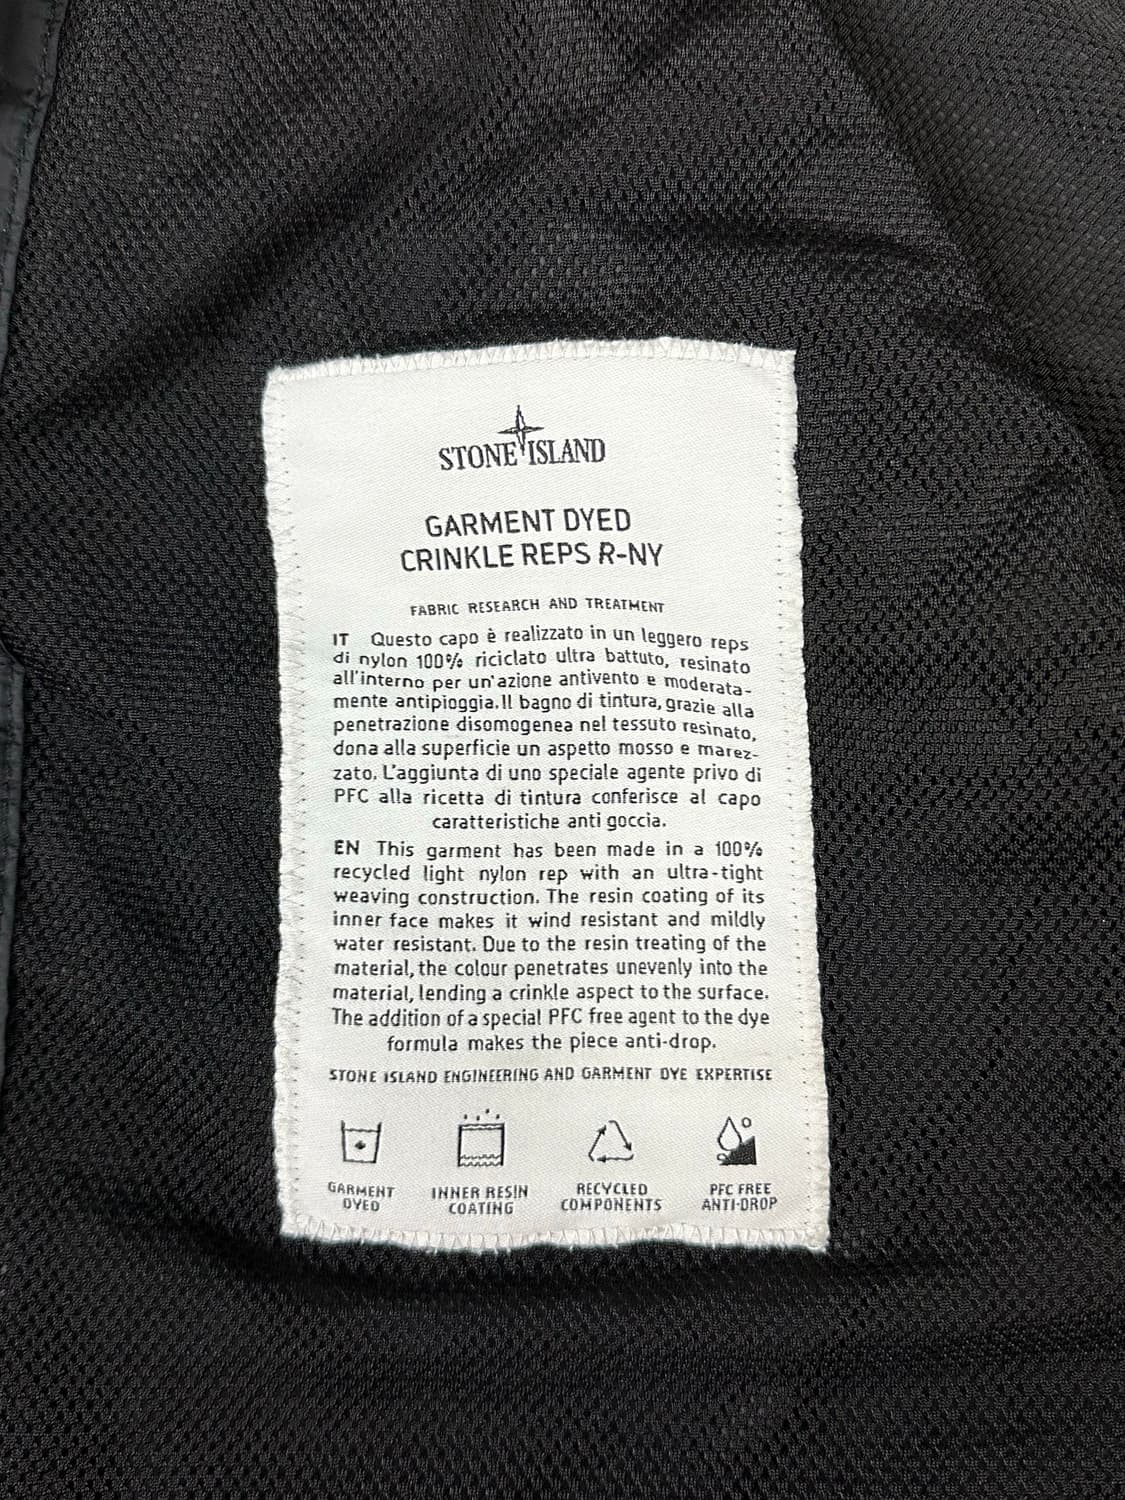 STONE ISLAND
GARMENT DYED
CRINKLE REPS R-NY
FABRIC RESEARCH AND TREATMENT
IT Questo capo è realizzato in un leggero reps
di nylon 100% riciclato ultra battuto, resinato
all'interno per un'azione antivento e moderata-
mente antipioggia. Il bagno di tintura, grazie alla
penetrazione disomogenea nel tessuto resinato,
dona alla superficie un aspetto mosso e marez-
zato. L'aggiunta di uno speciale agente privo di
PFC alla ricetta di tintura conferisce al capo
caratteristiche anti goccia.
EN This garment has been made in a 100%
recycled light nylon rep with an ultra-tight
weaving construction. The resin coating of its
inner face makes it wind resistant and mildly
water resistant. Due to the resin treating of the
material, the colour penetrates unevenly into the
material, lending a crinkle aspect to the surface.
The addition of a special PFC free agent to the dye
formula makes the piece anti-drop.
STONE ISLAND ENGINEERING AND GARMENT DYE EXPERTISE
GARMENT
DYED
INNER RESIN
COATING
RECYCLED
COMPONENTS
PFC FREE
ANTI-DROP